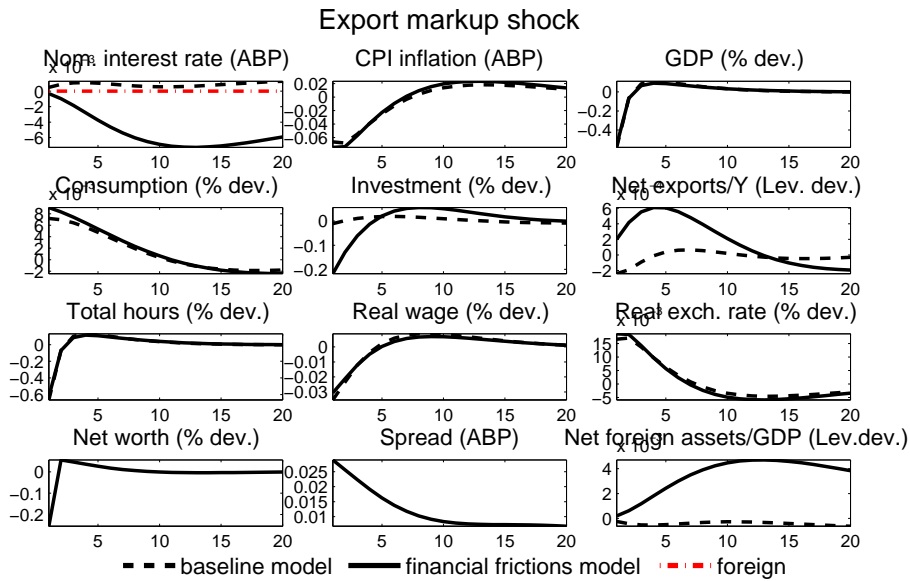 Export markup shock
Nom. interest rate (ABP) CPI inflation (ABP) GDP (% dev.)
x 10−3
0 −2 −4 −6
0.02 0 −0.02 −0.04 −0.06
0 −0.2 −0.4
5 10 15 20 5 10 15 20 5 10 15 20
Consumption (% dev.) Investment (% dev.) Net exports/Y (Lev. dev.)
8 6 4 2 0 −2
0 −0.1 −0.2
6 4 2 0 −2
5 10 15 20 5 10 15 20 5 10 15 20
Total hours (% dev.) Real wage (% dev.) Real exch. rate (% dev.)
x 10−3
0 −0.2 −0.4 −0.6
0 −0.01 −0.02 −0.03
15 10 5 0 −5
5 10 15 20 5 10 15 20 5 10 15 20
Net worth (% dev.) Spread (ABP) Net foreign assets/GDP (Lev.dev.)
x 10−3
0 −0.1 −0.2
0.025 0.02 0.015 0.01
4 2 0
5 10 15 20 5 10 15 20 5 10 15 20
baseline model financial frictions model foreign